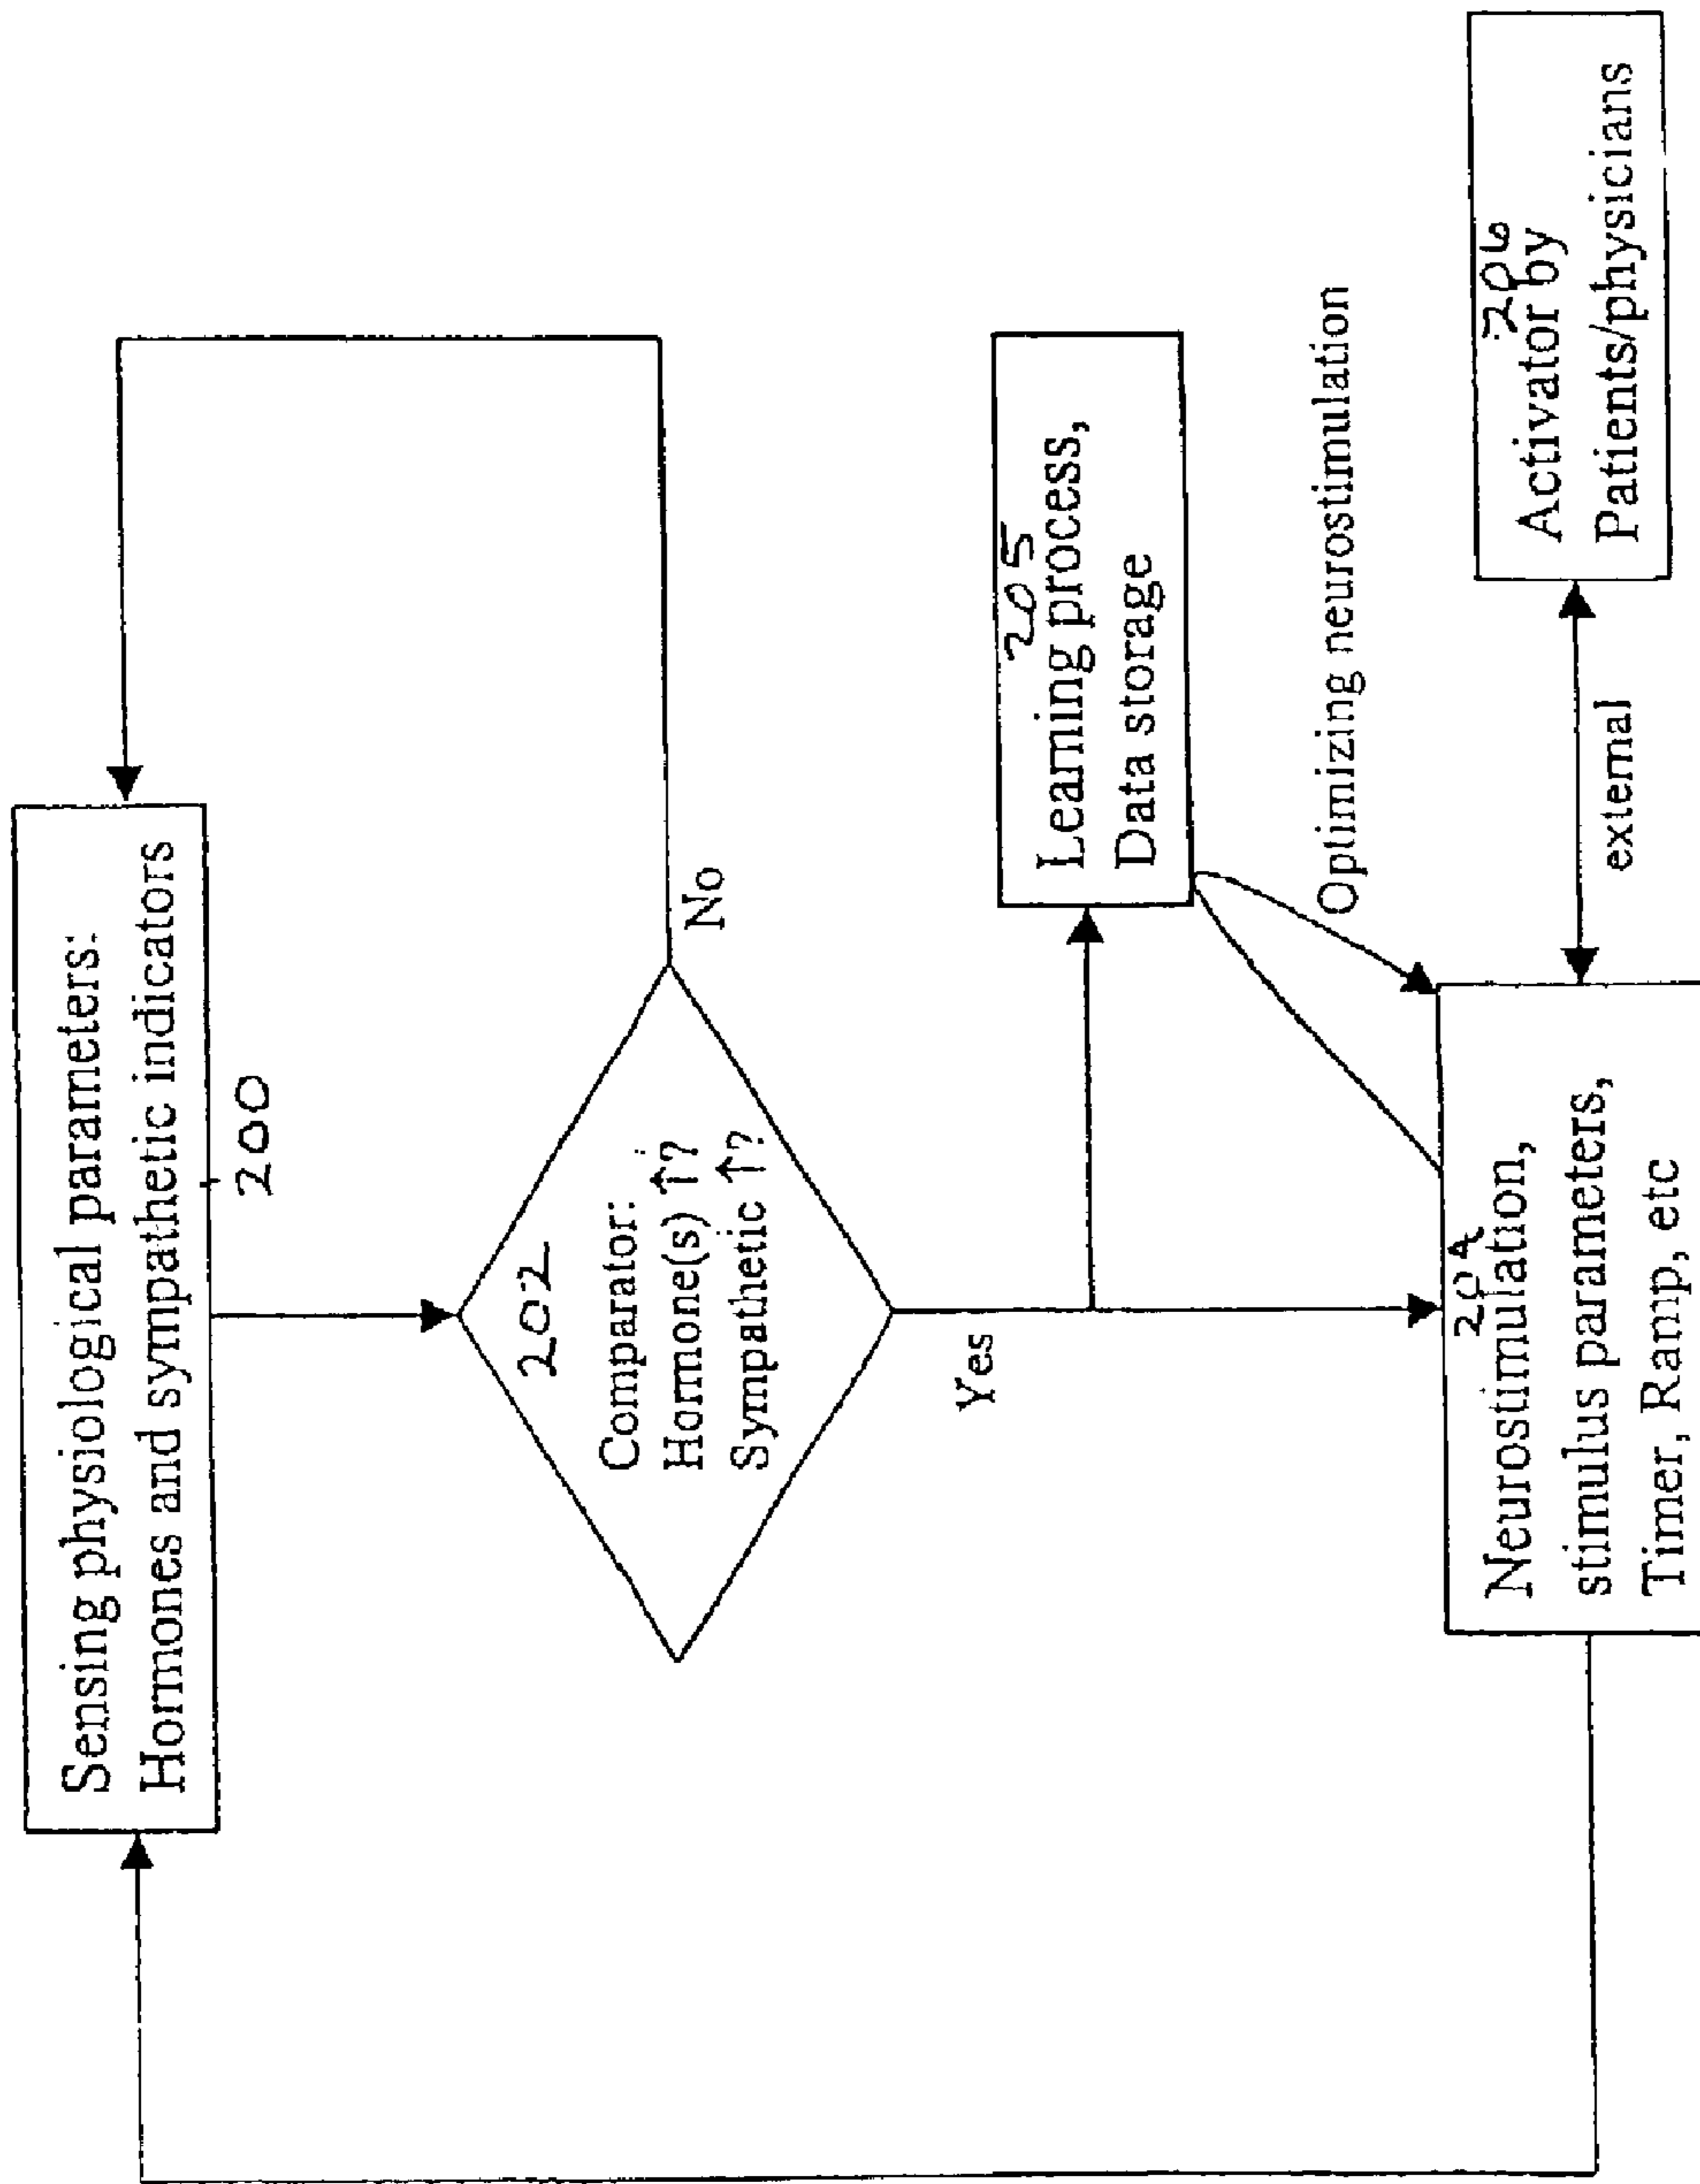 Sensing physiological parameters:
Hormones and sympathetic indicators
200
202
Comparator:
Hormone(s) ↑?
Sympathetic ↑?
No
Yes
205
Learning process,
Data storage
Optimizing neurostimulation
204
Neurostimulation,
stimulus parameters,
Timer, Ramp, etc
external
206
Activator by
Patients/physicians